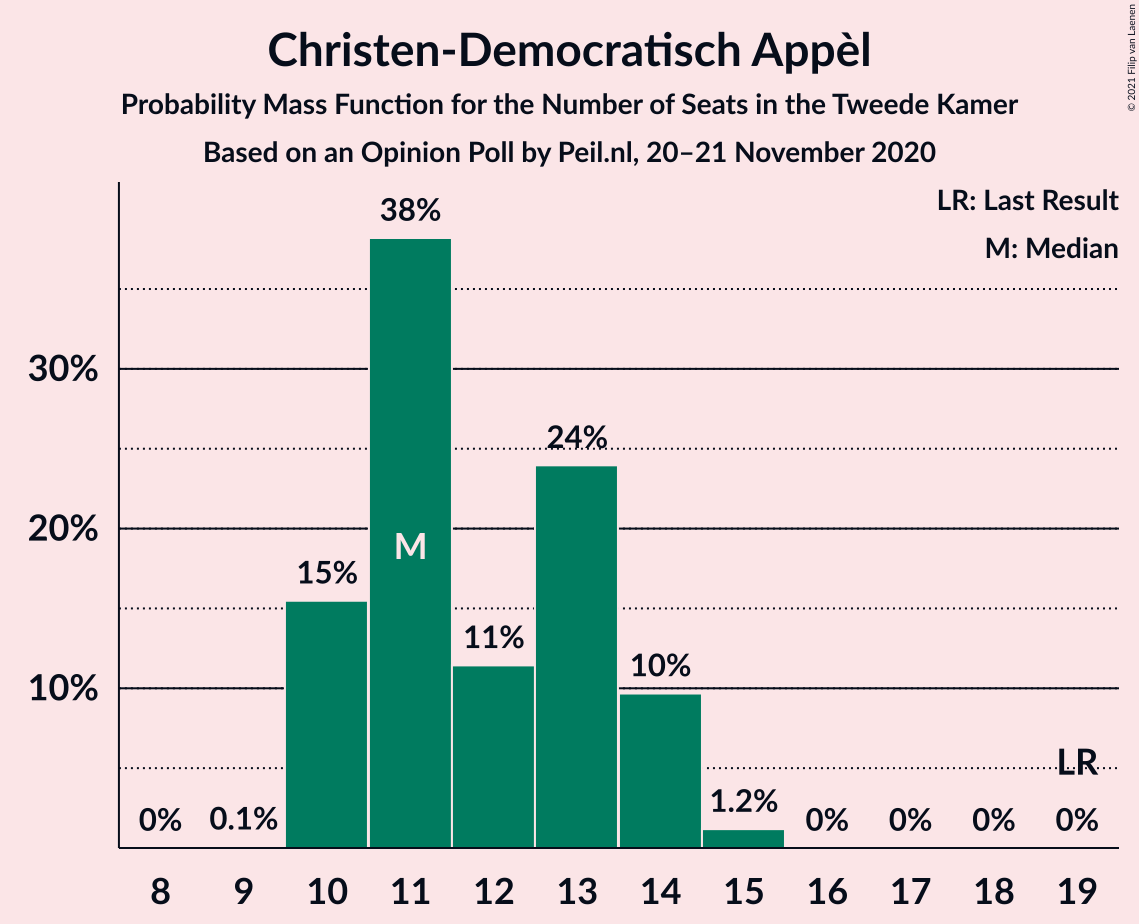 Christen-Democratisch Appèl
Probability Mass Function for the Number of Seats in the Tweede Kamer
Based on an Opinion Poll by Peil.nl, 20–21 November 2020
© 2021 Filip van Laenen
LR: Last Result
M: Median
38%
30%
24%
20%
M
15%
11%
10%
10%
LR
1.2%
0% 0.1% 0% 0% 0% 0%
8 9 10 11 12 13 14 15 16 17 18 19